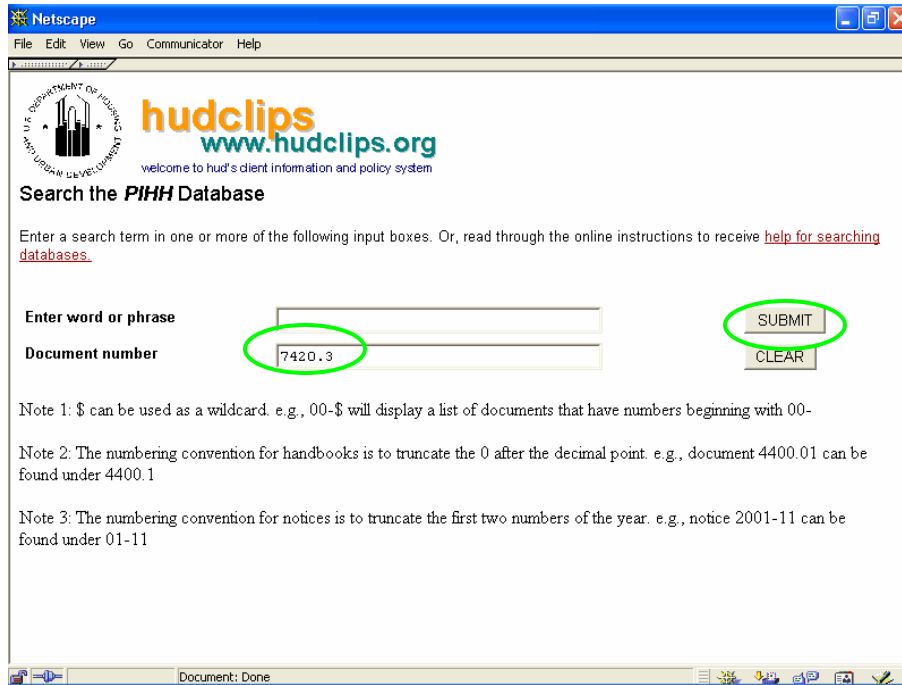 Netscape
File Edit View Go Communicator Help
U.S. DEPARTMENT OF HOUSING AND URBAN DEVELOPMENT
hudclips
www.hudclips.org
welcome to hud's client information and policy system
Search the PIHH Database
Enter a search term in one or more of the following input boxes. Or, read through the online instructions to receive help for searching
databases.
Enter word or phrase
SUBMIT
Document number
7420.3
CLEAR
Note 1: $ can be used as a wildcard. e.g., 00-$ will display a list of documents that have numbers beginning with 00-
Note 2: The numbering convention for handbooks is to truncate the 0 after the decimal point. e.g., document 4400.01 can be
found under 4400.1
Note 3: The numbering convention for notices is to truncate the first two numbers of the year. e.g., notice 2001-11 can be
found under 01-11
Document: Done